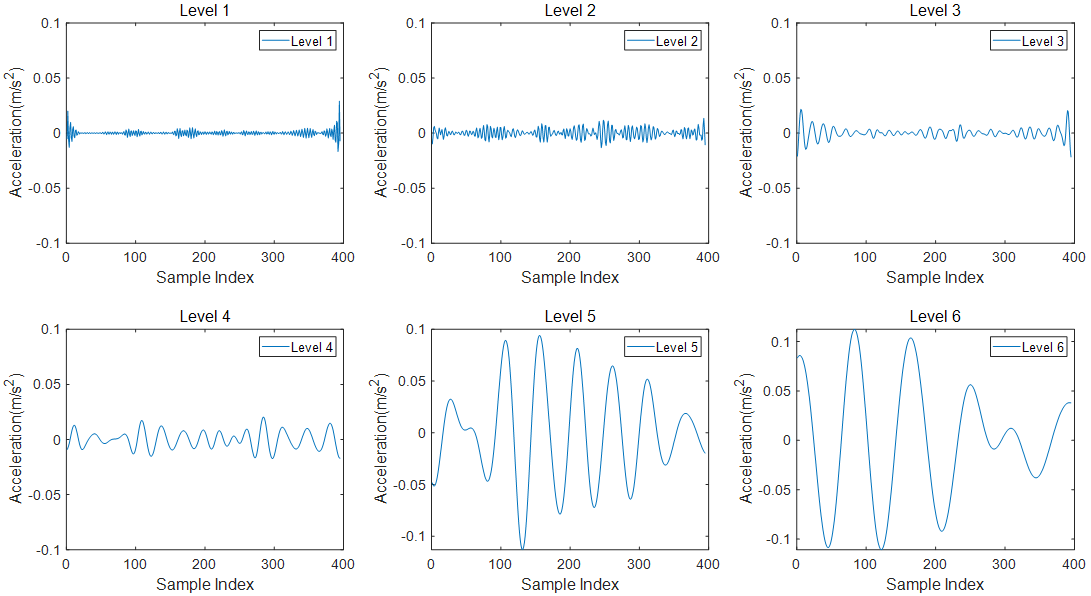 Level 1
Level 2
Level 3
0.1
0.05
0
-0.05
-0.1
Acceleration(m/s²)
Level 1
0 100 200 300 400
Sample Index
0.1
0.05
0
-0.05
-0.1
Acceleration(m/s²)
Level 2
0 100 200 300 400
Sample Index
0.1
0.05
0
-0.05
-0.1
Acceleration(m/s²)
Level 3
0 100 200 300 400
Sample Index
Level 4
Level 5
Level 6
0.1
0.05
0
-0.05
-0.1
Acceleration(m/s²)
Level 4
0 100 200 300 400
Sample Index
0.1
0.05
0
-0.05
-0.1
Acceleration(m/s²)
Level 5
0 100 200 300 400
Sample Index
0.1
0.05
0
-0.05
-0.1
Acceleration(m/s²)
Level 6
0 100 200 300 400
Sample Index